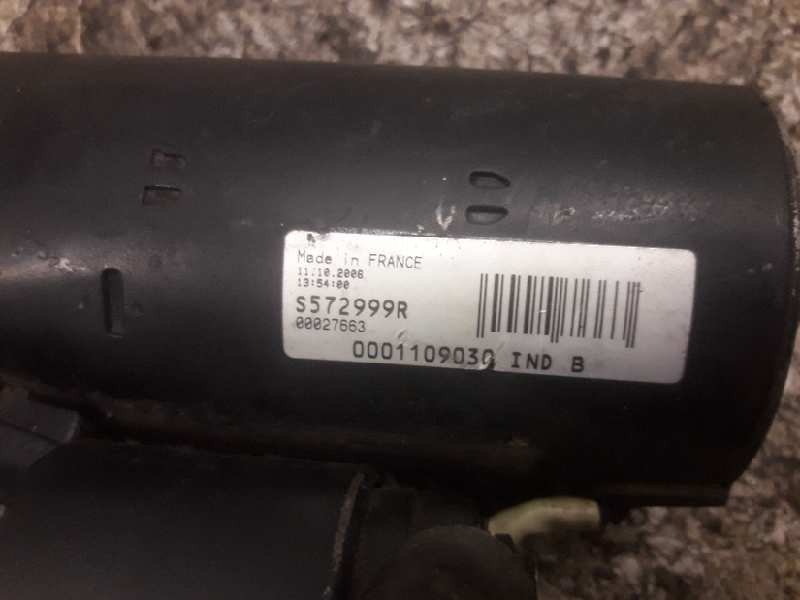 Made in FRANCE
11.10.2006
13:54:00
S572999R
00027663
0001109030 IND B